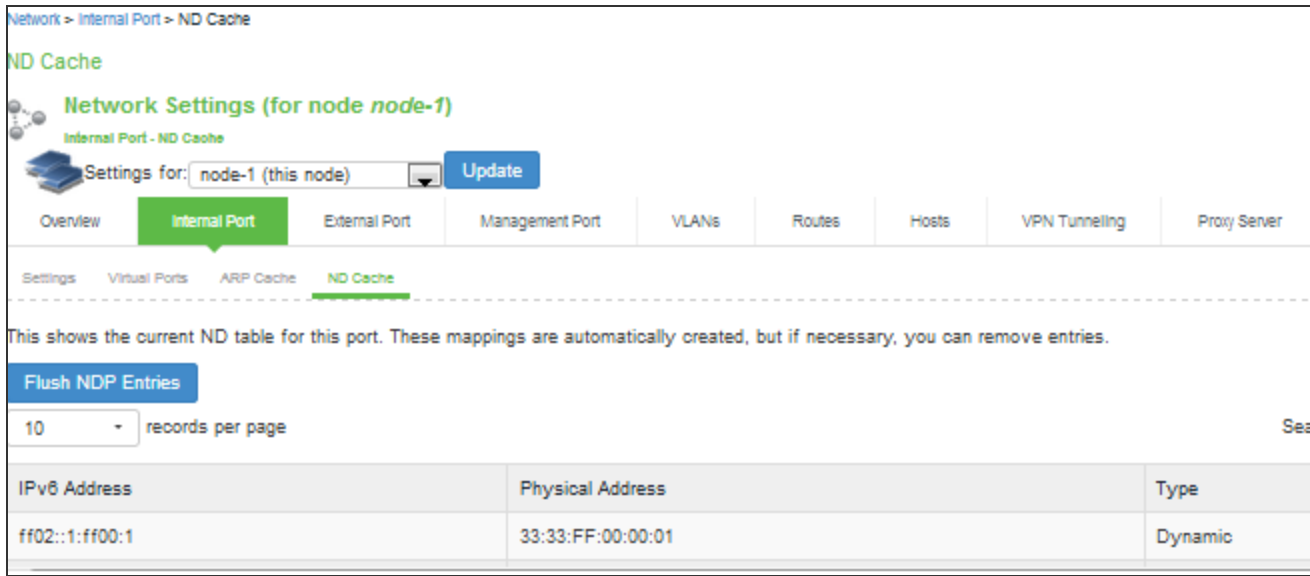 Network > Internal Port > ND Cache
ND Cache
Network Settings (for node node-1)
Internal Port - ND Cache
Settings for: node-1 (this node) Update
Overview Internal Port External Port Management Port VLANs Routes Hosts VPN Tunneling Proxy Server
Settings Virtual Ports ARP Cache ND Cache
This shows the current ND table for this port. These mappings are automatically created, but if necessary, you can remove entries.
Flush NDP Entries
10 records per page Sea
IPv6 Address Physical Address Type
ff02::1:ff00:1 33:33:FF:00:00:01 Dynamic